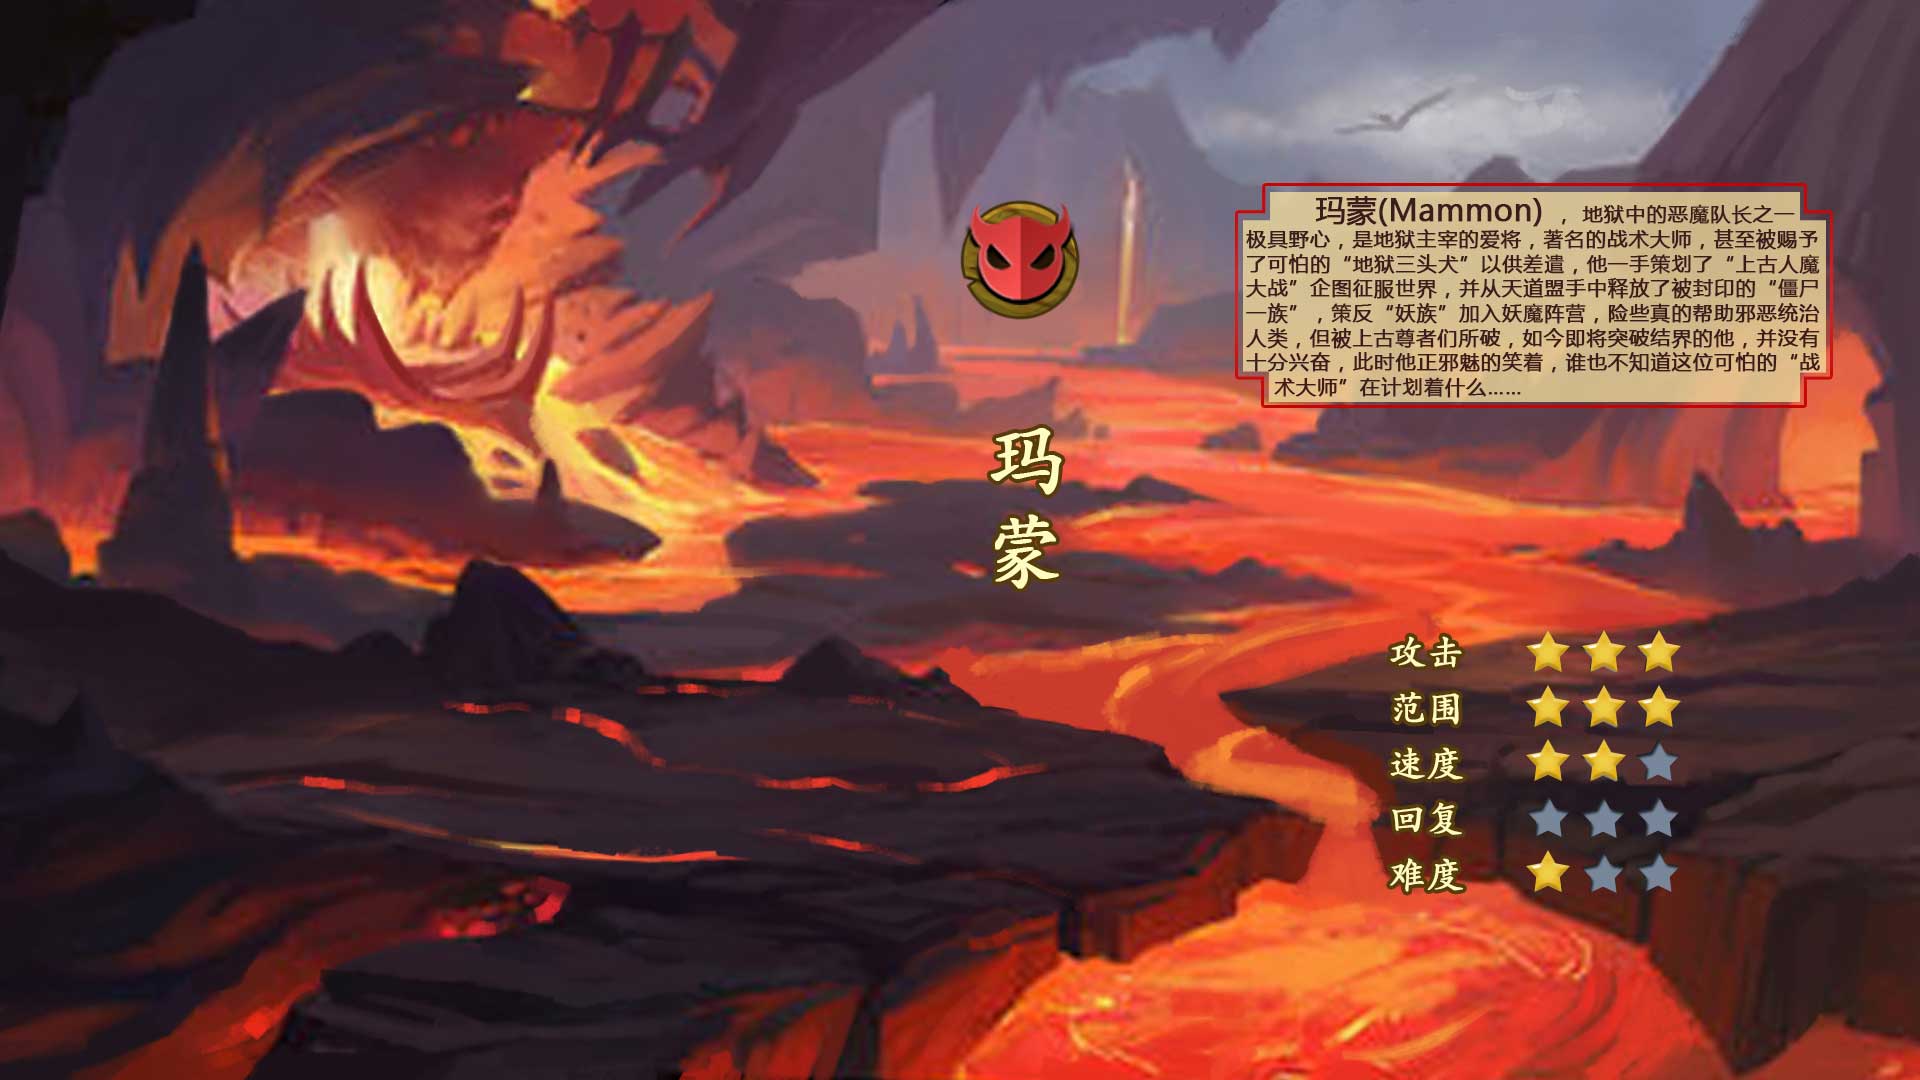 玛蒙(Mammon) ，地狱中的恶魔队长之一
极具野心，是地狱主宰的爱将，著名的战术大师，甚至被赐予
了可怕的“地狱三头犬”以供差遣，他一手策划了“上古人魔
大战”企图征服世界，并从天道盟手中释放了被封印的“僵尸
一族”，策反“妖族”加入妖魔阵营，险些真的帮助邪恶统治
人类，但被上古尊者们所破，如今即将突破结界的他，并没有
十分兴奋，此时他正邪魅的笑着，谁也不知道这位可怕的“战
术大师”在计划着什么......
玛蒙
攻击
范围
速度
回复
难度